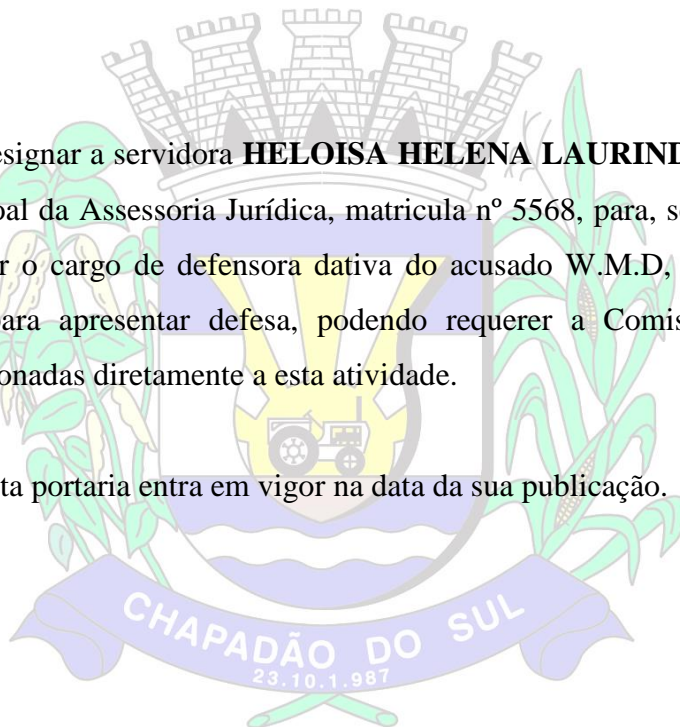 esignar a servidora HELOISA HELENA LAURIND
pal da Assessoria Jurídica, matricula nº 5568, para, s
r o cargo de defensora dativa do acusado W.M.D,
para apresentar defesa, podendo requerer a Comis
onadas diretamente a esta atividade.
ta portaria entra em vigor na data da sua publicação.
CHAPADÃO DO SUL
23.10.1.987